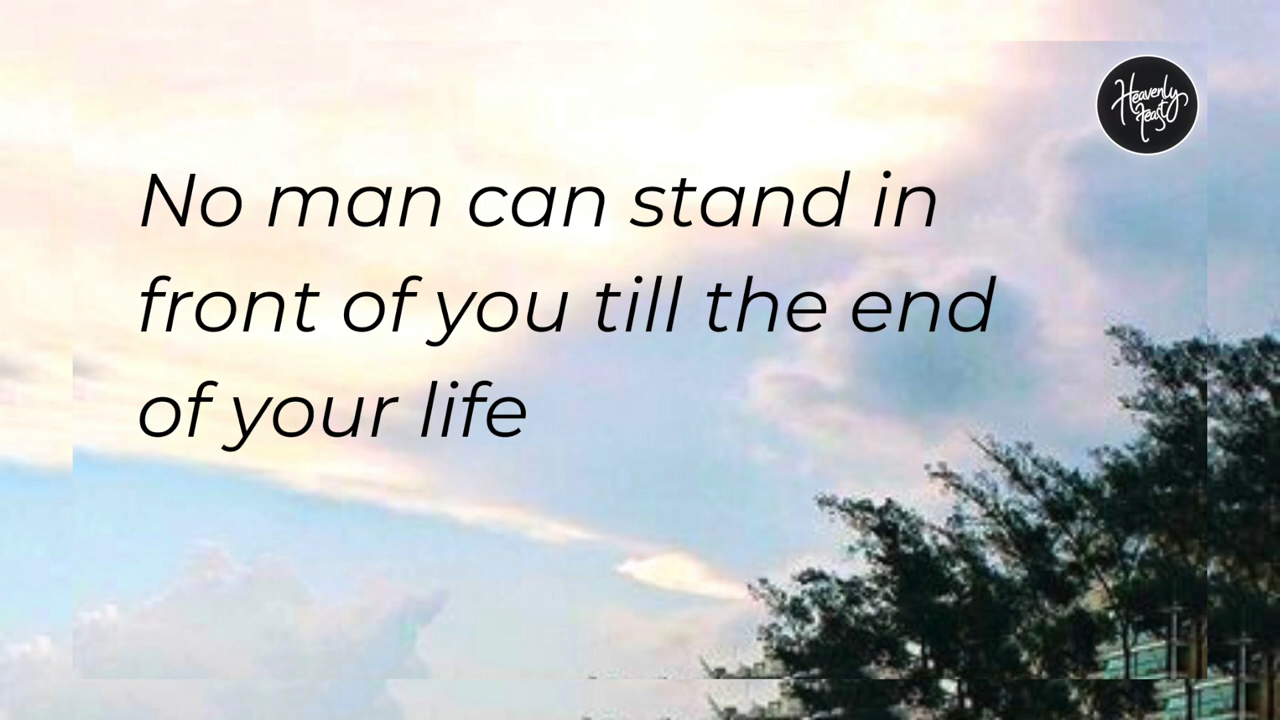 Heavenly
feast
No man can stand in
front of you till the end
of your life